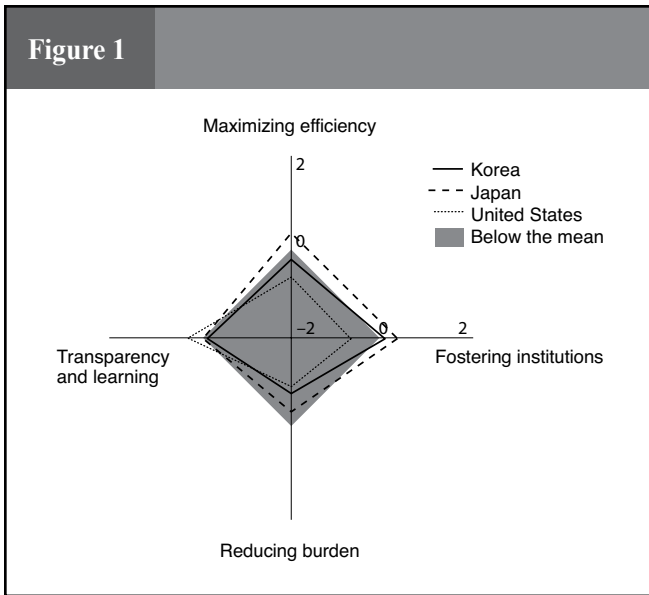 Figure 1
Maximizing efficiency
2
Korea
Japan
United States
Below the mean
0
–2
0
2
Transparency
and learning
Fostering institutions
Reducing burden